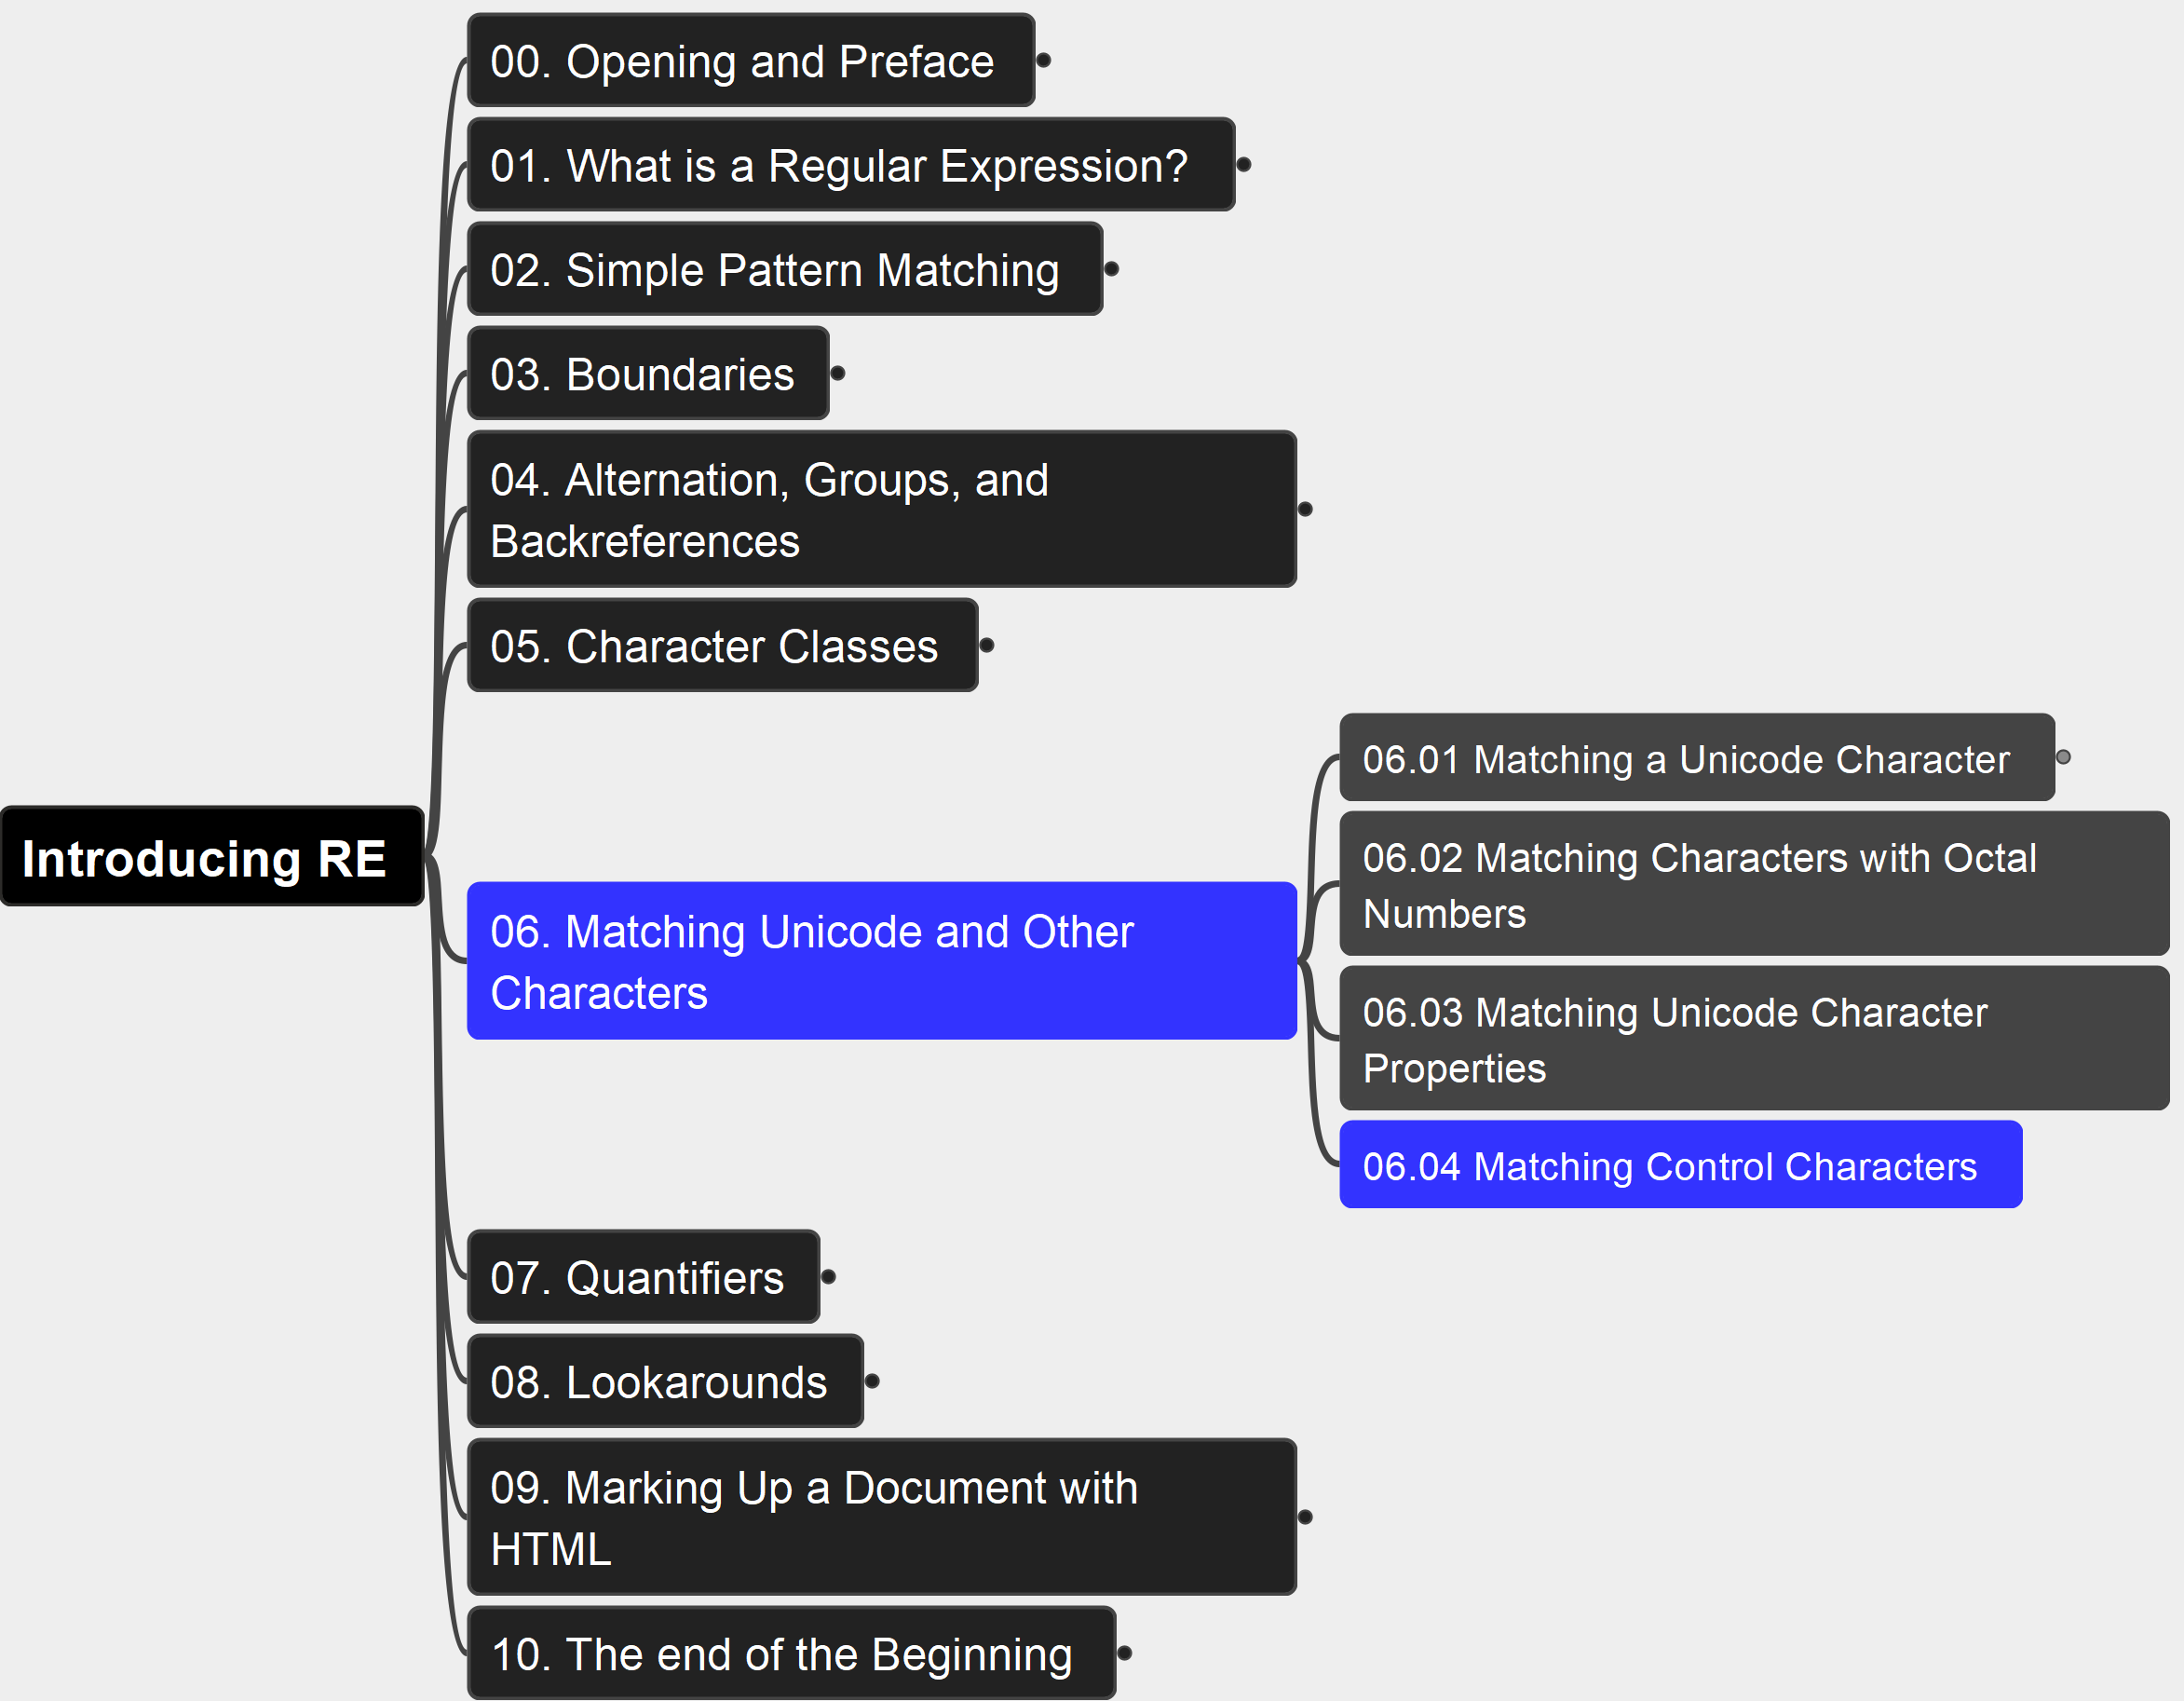 00. Opening and Preface
01. What is a Regular Expression?
02. Simple Pattern Matching
03. Boundaries
04. Alternation, Groups, and
Backreferences
05. Character Classes
Introducing RE
06. Matching Unicode and Other
Characters
06.01 Matching a Unicode Character
06.02 Matching Characters with Octal
Numbers
06.03 Matching Unicode Character
Properties
06.04 Matching Control Characters
07. Quantifiers
08. Lookarounds
09. Marking Up a Document with
HTML
10. The end of the Beginning